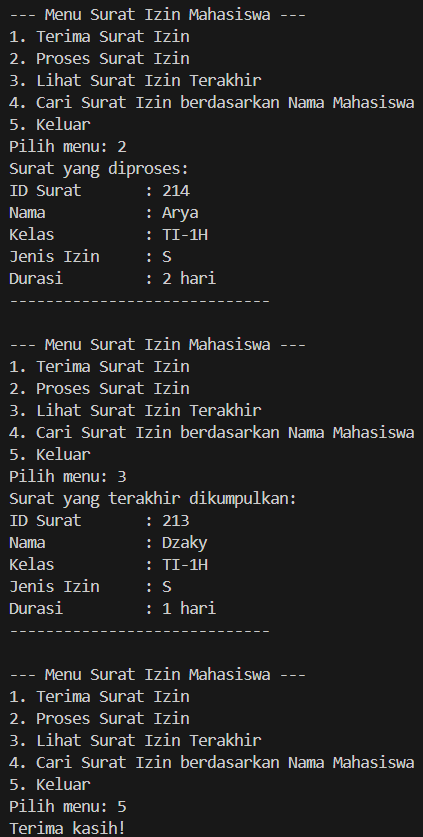 --- Menu Surat Izin Mahasiswa ---
1. Terima Surat Izin
2. Proses Surat Izin
3. Lihat Surat Izin Terakhir
4. Cari Surat Izin berdasarkan Nama Mahasiswa
5. Keluar
Pilih menu: 2
Surat yang diproses:
ID Surat       : 214
Nama           : Arya
Kelas          : TI-1H
Jenis Izin     : S
Durasi         : 2 hari
-----------------------------
--- Menu Surat Izin Mahasiswa ---
1. Terima Surat Izin
2. Proses Surat Izin
3. Lihat Surat Izin Terakhir
4. Cari Surat Izin berdasarkan Nama Mahasiswa
5. Keluar
Pilih menu: 3
Surat yang terakhir dikumpulkan:
ID Surat       : 213
Nama           : Dzaky
Kelas          : TI-1H
Jenis Izin     : S
Durasi         : 1 hari
-----------------------------
--- Menu Surat Izin Mahasiswa ---
1. Terima Surat Izin
2. Proses Surat Izin
3. Lihat Surat Izin Terakhir
4. Cari Surat Izin berdasarkan Nama Mahasiswa
5. Keluar
Pilih menu: 5
Terima kasih!